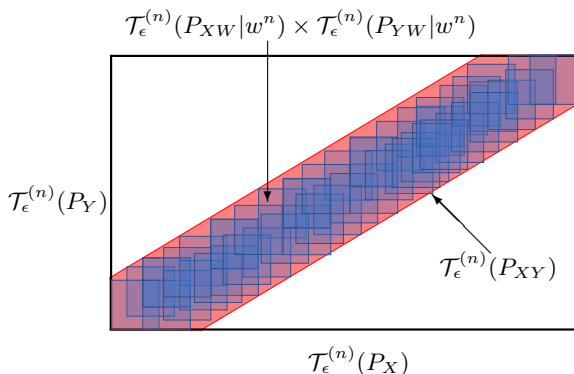 $\mathcal{T}_{\epsilon}^{(n)}(P_{XW}|w^n) \times \mathcal{T}_{\epsilon}^{(n)}(P_{YW}|w^n)$
$\mathcal{T}_{\epsilon}^{(n)}(P_Y)$
$\mathcal{T}_{\epsilon}^{(n)}(P_{XY})$
$\mathcal{T}_{\epsilon}^{(n)}(P_X)$